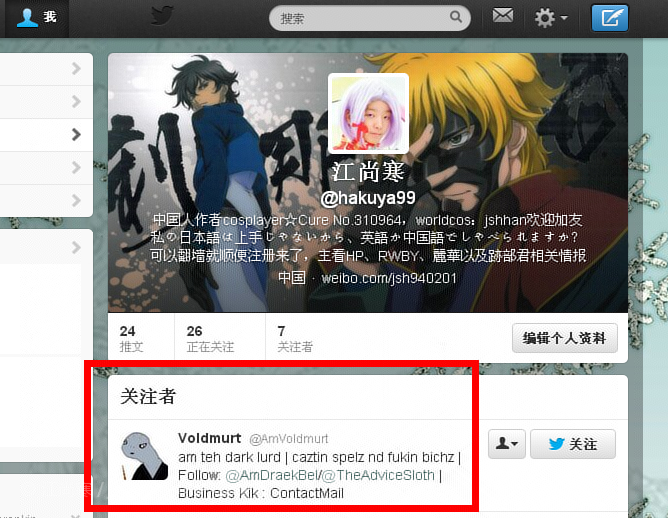 我
搜索
江尚寒
@hakuya99
中国人作者cosplayer☆Cure No.310964，worldcos：jshhan欢迎加友
私の日本語は上手じゃないから、英語か中国語でしゃべられますか？
可以翻墙就顺便注册来了，主看HP、RWBY、麗華以及跡部君相关情报
中国 · weibo.com/jsh940201
24
推文
26
正在关注
7
关注者
编辑个人资料
关注者
Voldmurt @AmVoldmurt
am teh dark lurd | caztin spelz nd fukin bichz |
Follow: @AmDraekBel/@TheAdviceSloth |
Business Kik : ContactMail
关注